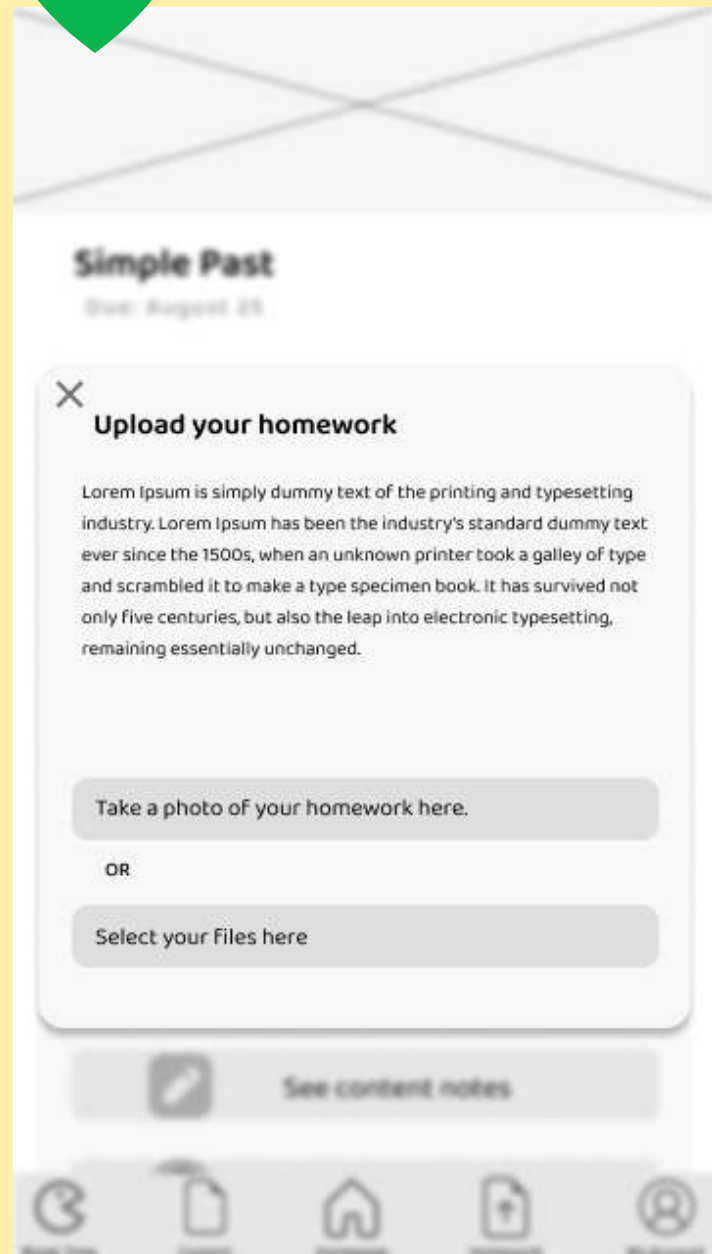 Simple Past
Due: August 25
Upload your homework
Lorem Ipsum is simply dummy text of the printing and typesetting
industry. Lorem Ipsum has been the industry's standard dummy text
ever since the 1500s, when an unknown printer took a galley of type
and scrambled it to make a type specimen book. It has survived not
only five centuries, but also the leap into electronic typesetting,
remaining essentially unchanged.
Take a photo of your homework here.
OR
Select your files here
See content notes